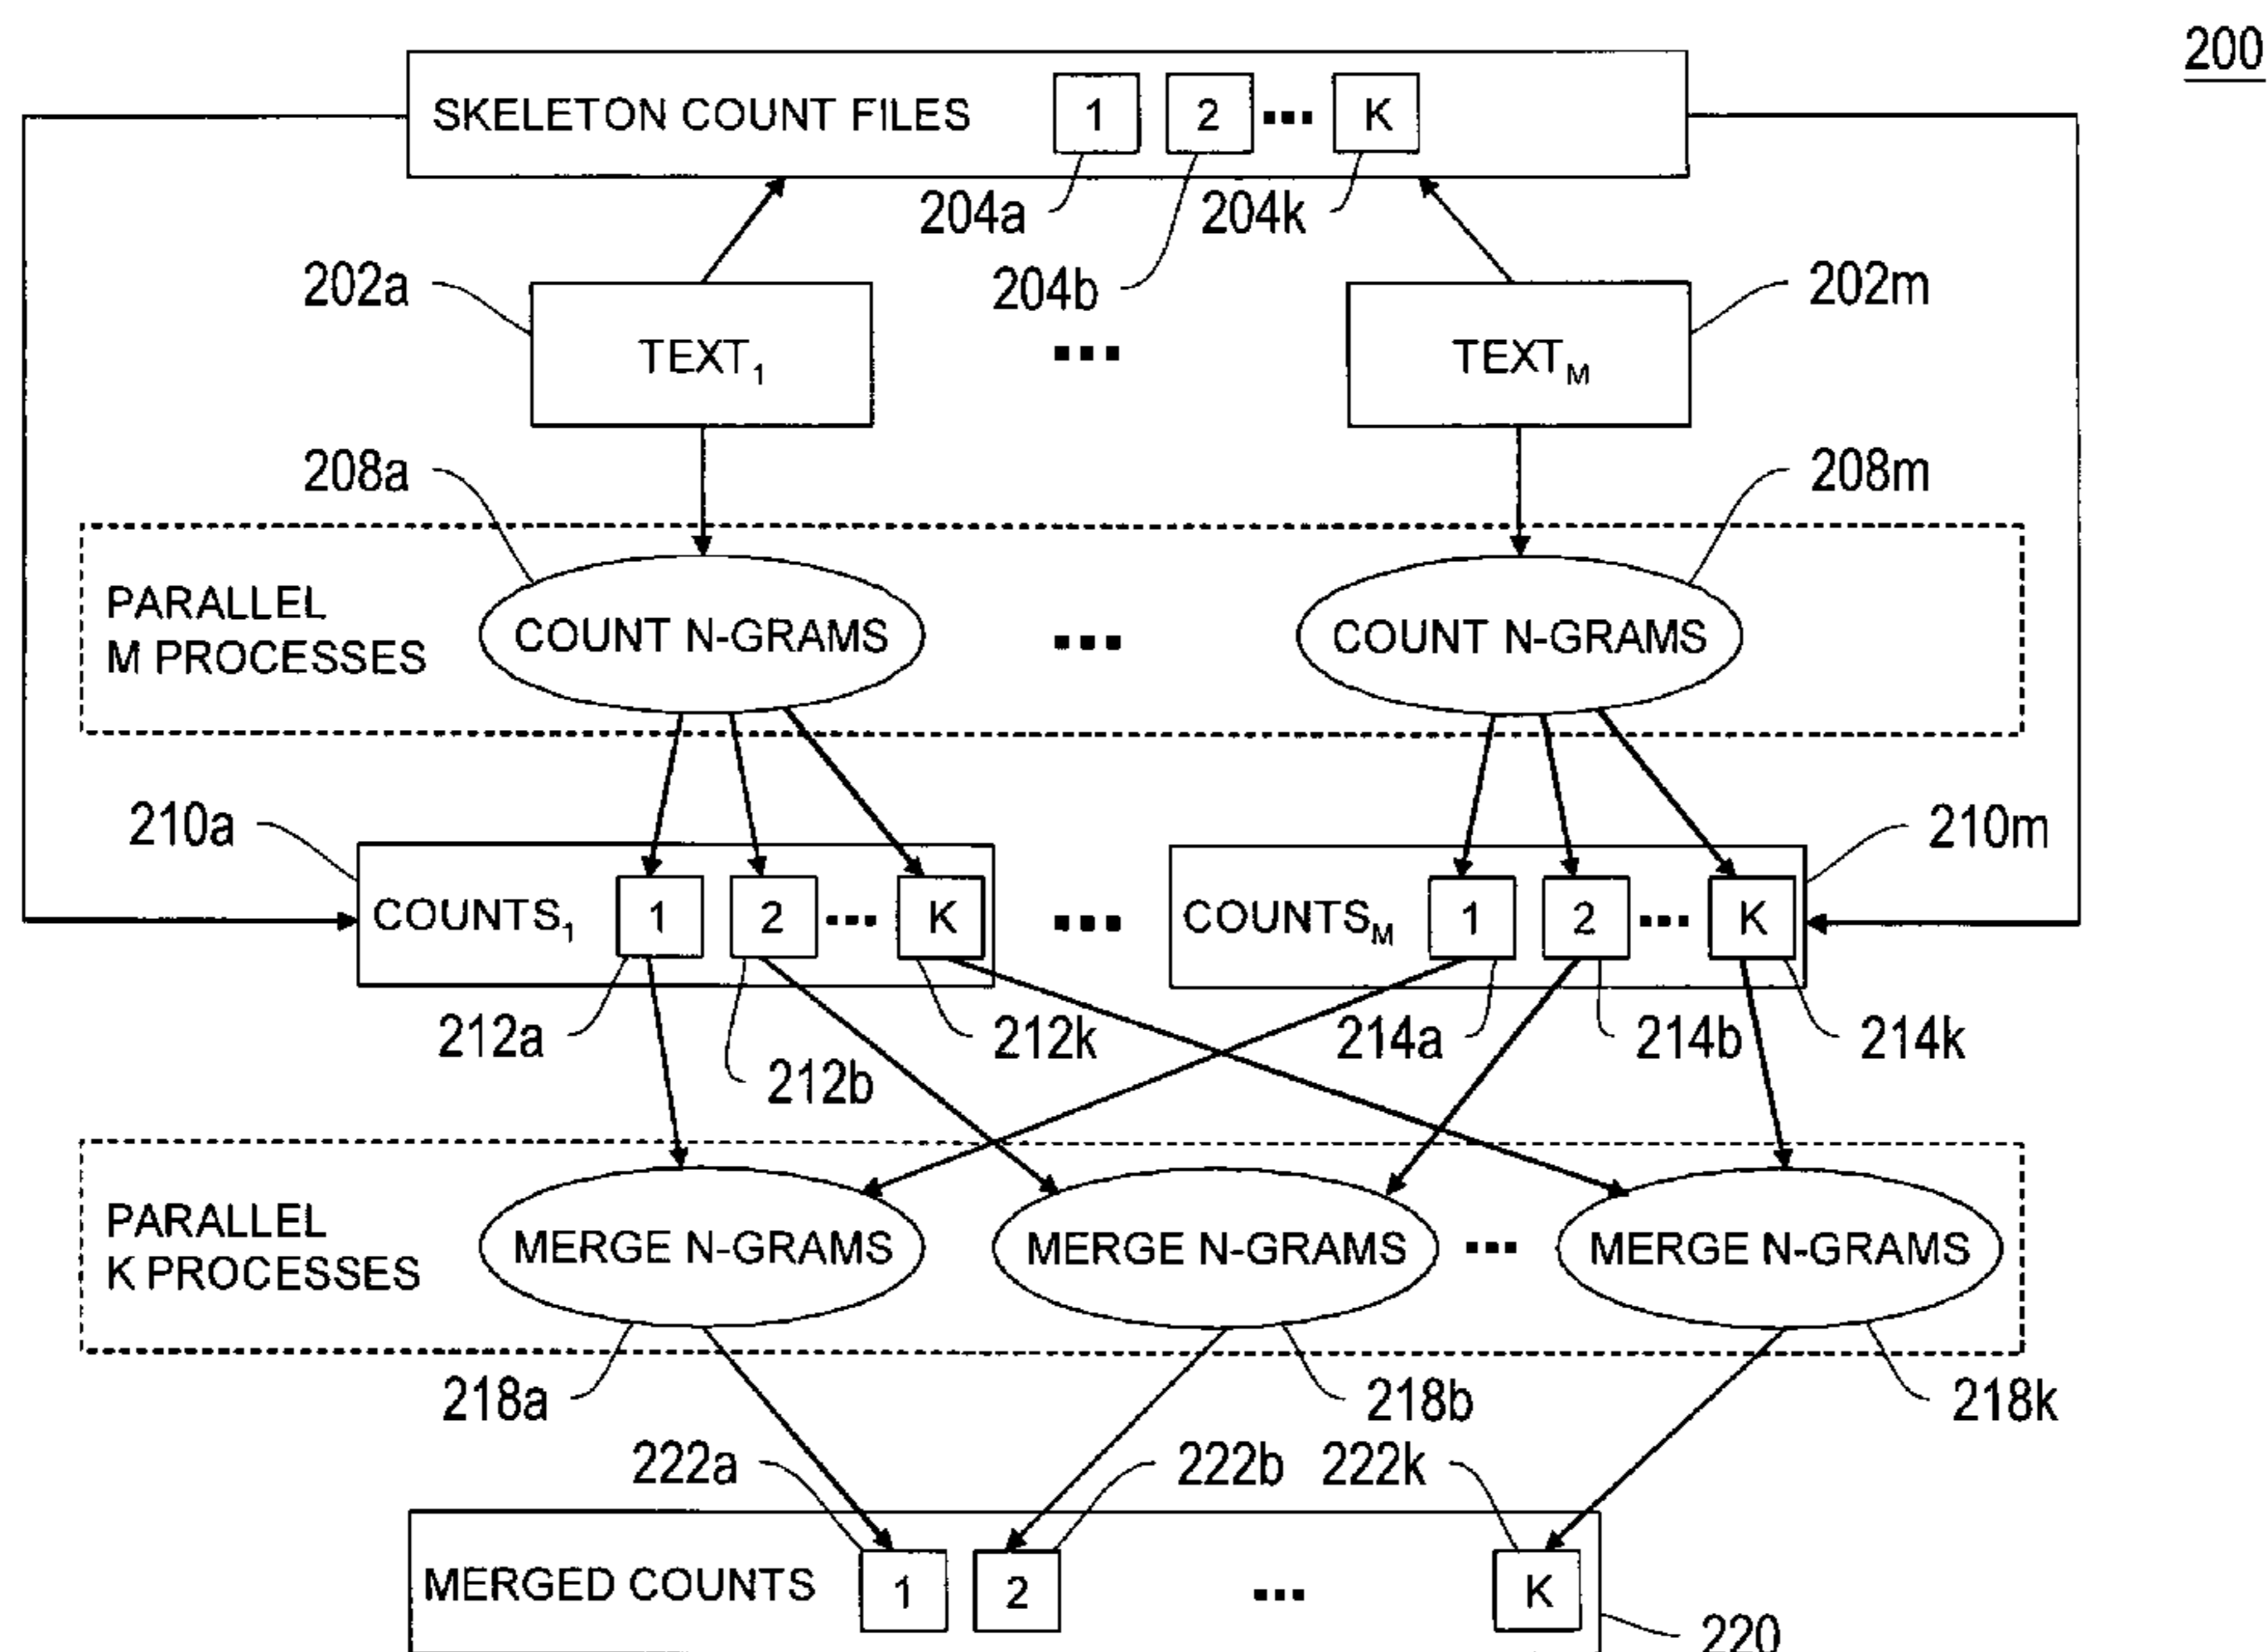 200
SKELETON COUNT FILES 1 2 ... K
204a 204k
202a 204b 202m
TEXT1 ... TEXTM
208a 208m
PARALLEL
M PROCESSES
COUNT N-GRAMS ... COUNT N-GRAMS
210a 210m
COUNTS1 1 2 ... K ... COUNTSM 1 2 ... K
212a 212b 212k 214a 214b 214k
PARALLEL
K PROCESSES
MERGE N-GRAMS MERGE N-GRAMS ... MERGE N-GRAMS
218a 218b 218k
222a 222b 222k
MERGED COUNTS 1 2 ... K
220